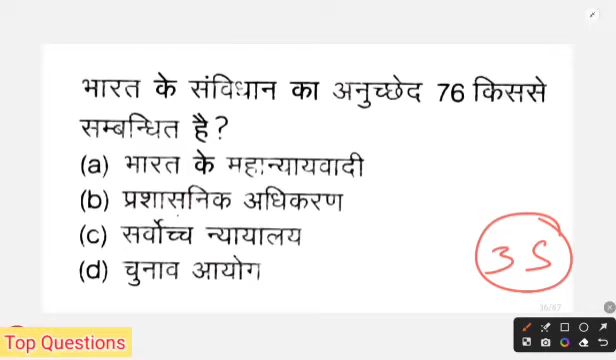 भारत के संविधान का अनुच्छेद 76 किससे
सम्बन्धित है?
(a) भारत के महान्यायवादी
(b) प्रशासनिक अधिकरण
(c) सर्वोच्च न्यायालय
(d) चुनाव आयोग
35
36/67
Top Questions